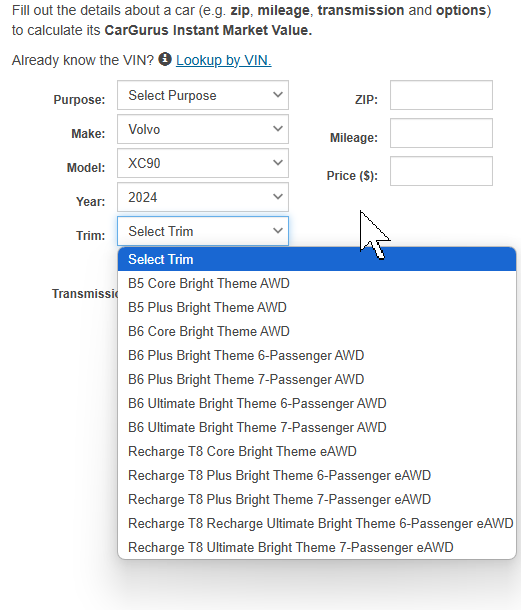 Fill out the details about a car (e.g. zip, mileage, transmission and options)
to calculate its CarGurus Instant Market Value.
Already know the VIN? Lookup by VIN.
Purpose: Select Purpose
ZIP:
Make: Volvo
Mileage:
Model: XC90
Price ($):
Year: 2024
Trim: Select Trim
Select Trim
Transmissio
B5 Core Bright Theme AWD
B5 Plus Bright Theme AWD
B6 Core Bright Theme AWD
B6 Plus Bright Theme 6-Passenger AWD
B6 Plus Bright Theme 7-Passenger AWD
B6 Ultimate Bright Theme 6-Passenger AWD
B6 Ultimate Bright Theme 7-Passenger AWD
Recharge T8 Core Bright Theme eAWD
Recharge T8 Plus Bright Theme 6-Passenger eAWD
Recharge T8 Plus Bright Theme 7-Passenger eAWD
Recharge T8 Recharge Ultimate Bright Theme 6-Passenger eAWD
Recharge T8 Ultimate Bright Theme 7-Passenger eAWD